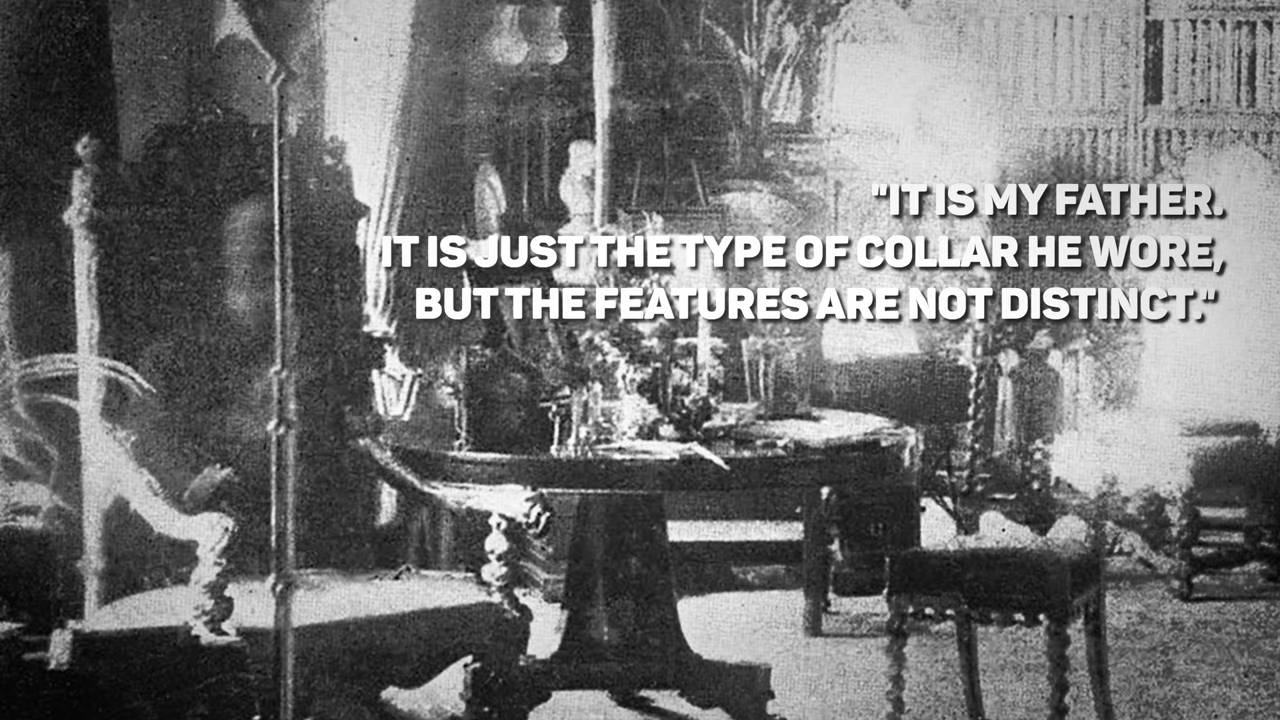 "IT IS MY FATHER.
IT IS JUST THE TYPE OF COLLAR HE WORE,
BUT THE FEATURES ARE NOT DISTINCT."